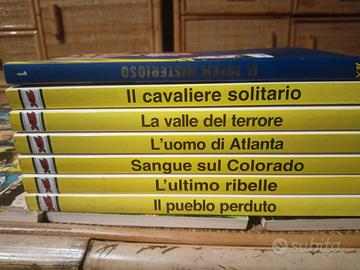 1 IL TOTEM MISTERIOSO
Il cavaliere solitario
La valle del terrore
L'uomo di Atlanta
Sangue sul Colorado
L'ultimo ribelle
Il pueblo perduto
subito